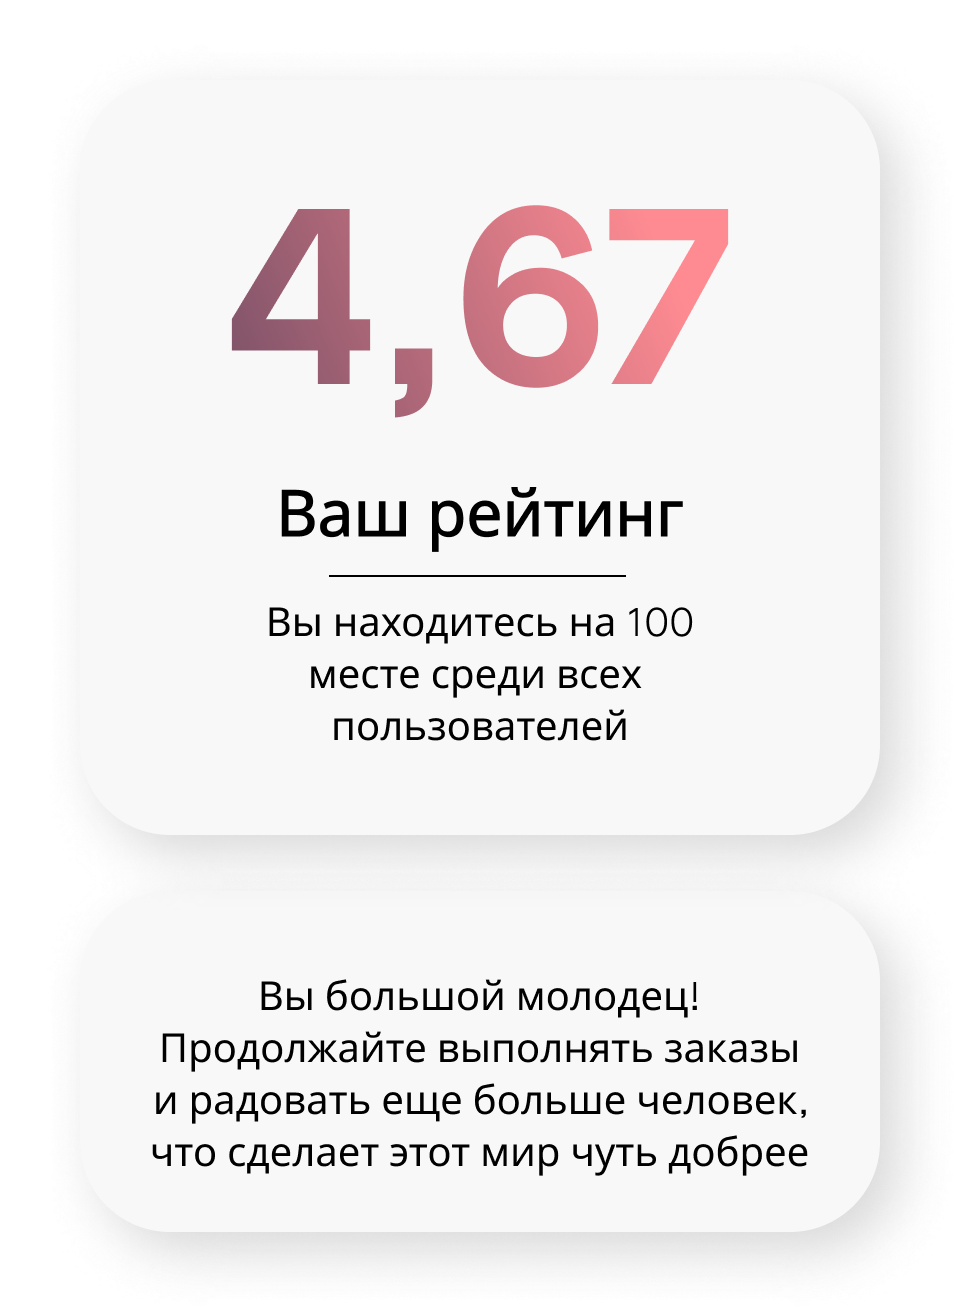 4,67
Ваш рейтинг
Вы находитесь на 100
месте среди всех
пользователей
Вы большой молодец!
Продолжайте выполнять заказы
и радовать еще больше человек,
что сделает этот мир чуть добрее